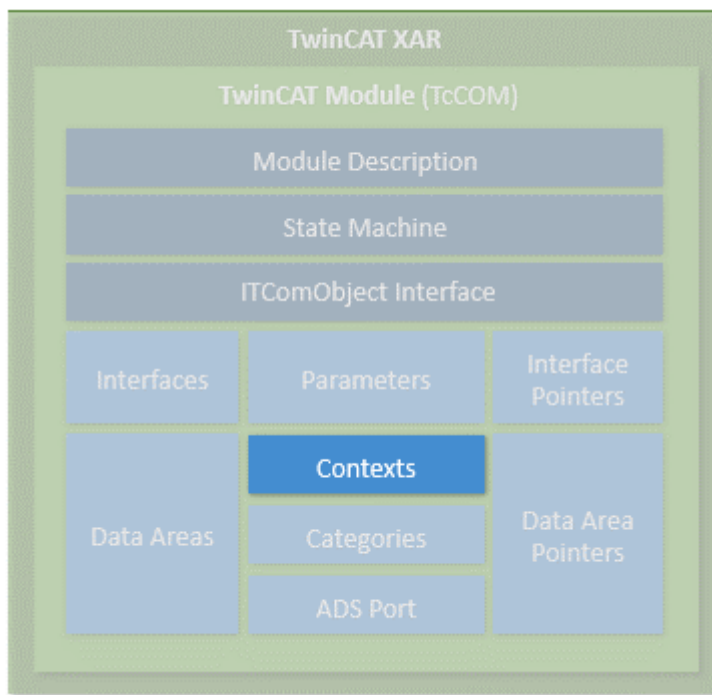 TwinCAT XAR
TwinCAT Module (TcCOM)
Module Description
State Machine
ITComObject Interface
Interfaces
Parameters
Interface
Pointers
Data Areas
Contexts
Categories
ADS Port
Data Area
Pointers